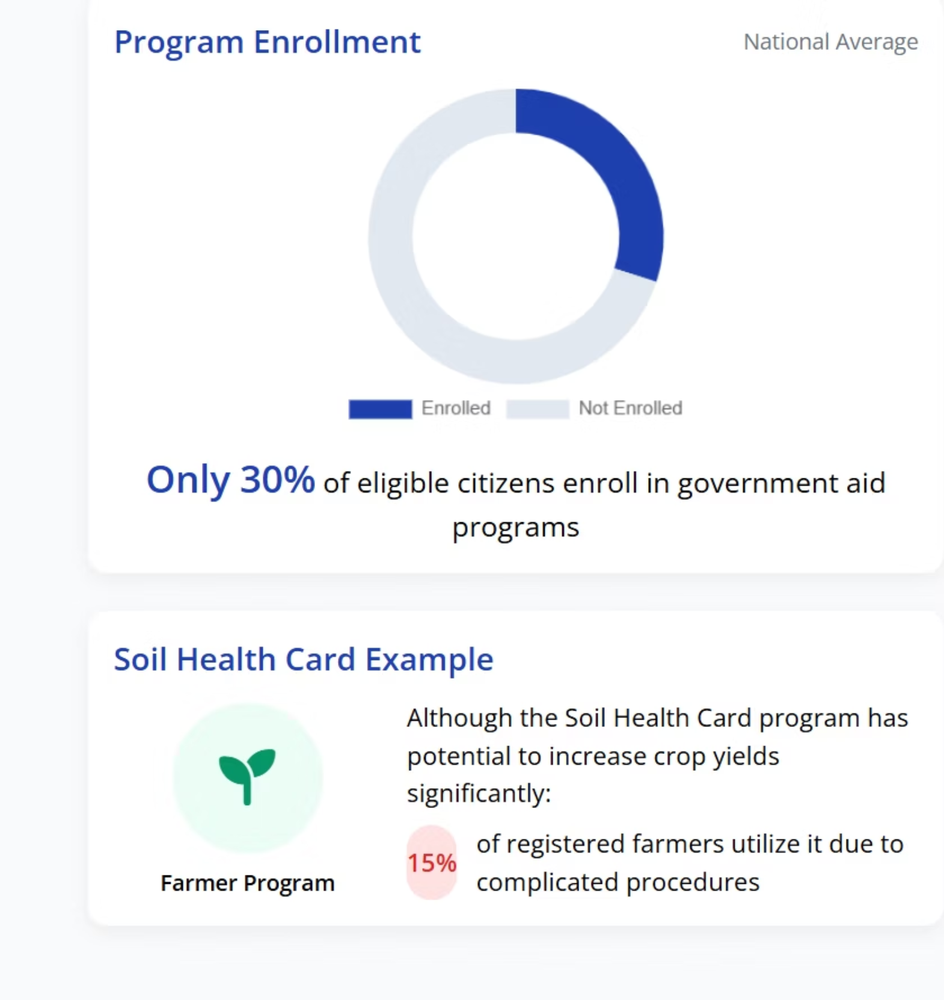 Program Enrollment
National Average
Enrolled
Not Enrolled
Only 30% of eligible citizens enroll in government aid
programs
Soil Health Card Example
Farmer Program
Although the Soil Health Card program has
potential to increase crop yields
significantly:
15%
of registered farmers utilize it due to
complicated procedures